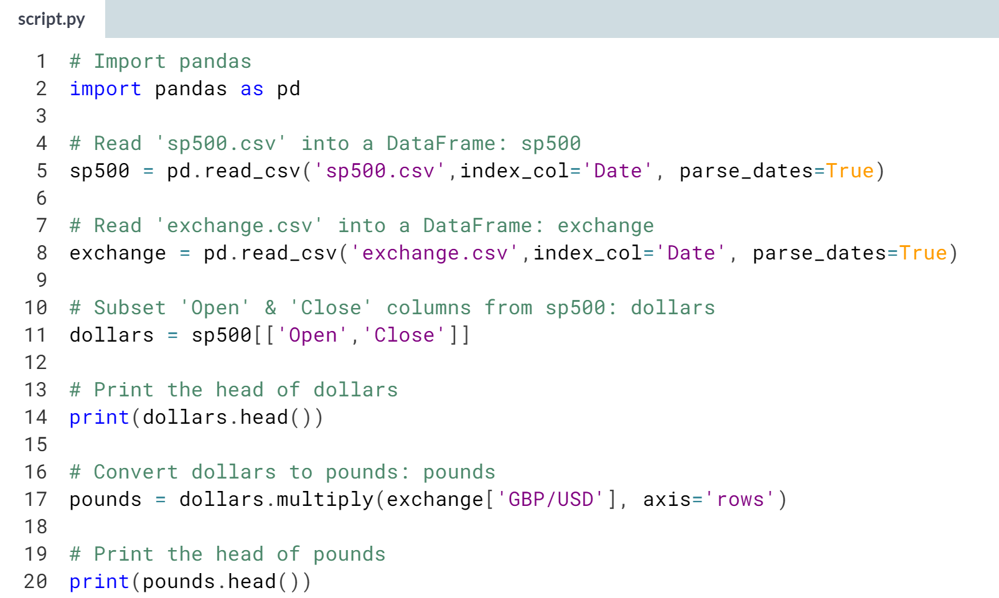 script.py
1 # Import pandas
2 import pandas as pd
3
4 # Read 'sp500.csv' into a DataFrame: sp500
5 sp500 = pd.read_csv('sp500.csv',index_col='Date', parse_dates=True)
6
7 # Read 'exchange.csv' into a DataFrame: exchange
8 exchange = pd.read_csv('exchange.csv',index_col='Date', parse_dates=True)
9
10 # Subset 'Open' & 'Close' columns from sp500: dollars
11 dollars = sp500[['Open','Close']]
12
13 # Print the head of dollars
14 print(dollars.head())
15
16 # Convert dollars to pounds: pounds
17 pounds = dollars.multiply(exchange['GBP/USD'], axis='rows')
18
19 # Print the head of pounds
20 print(pounds.head())